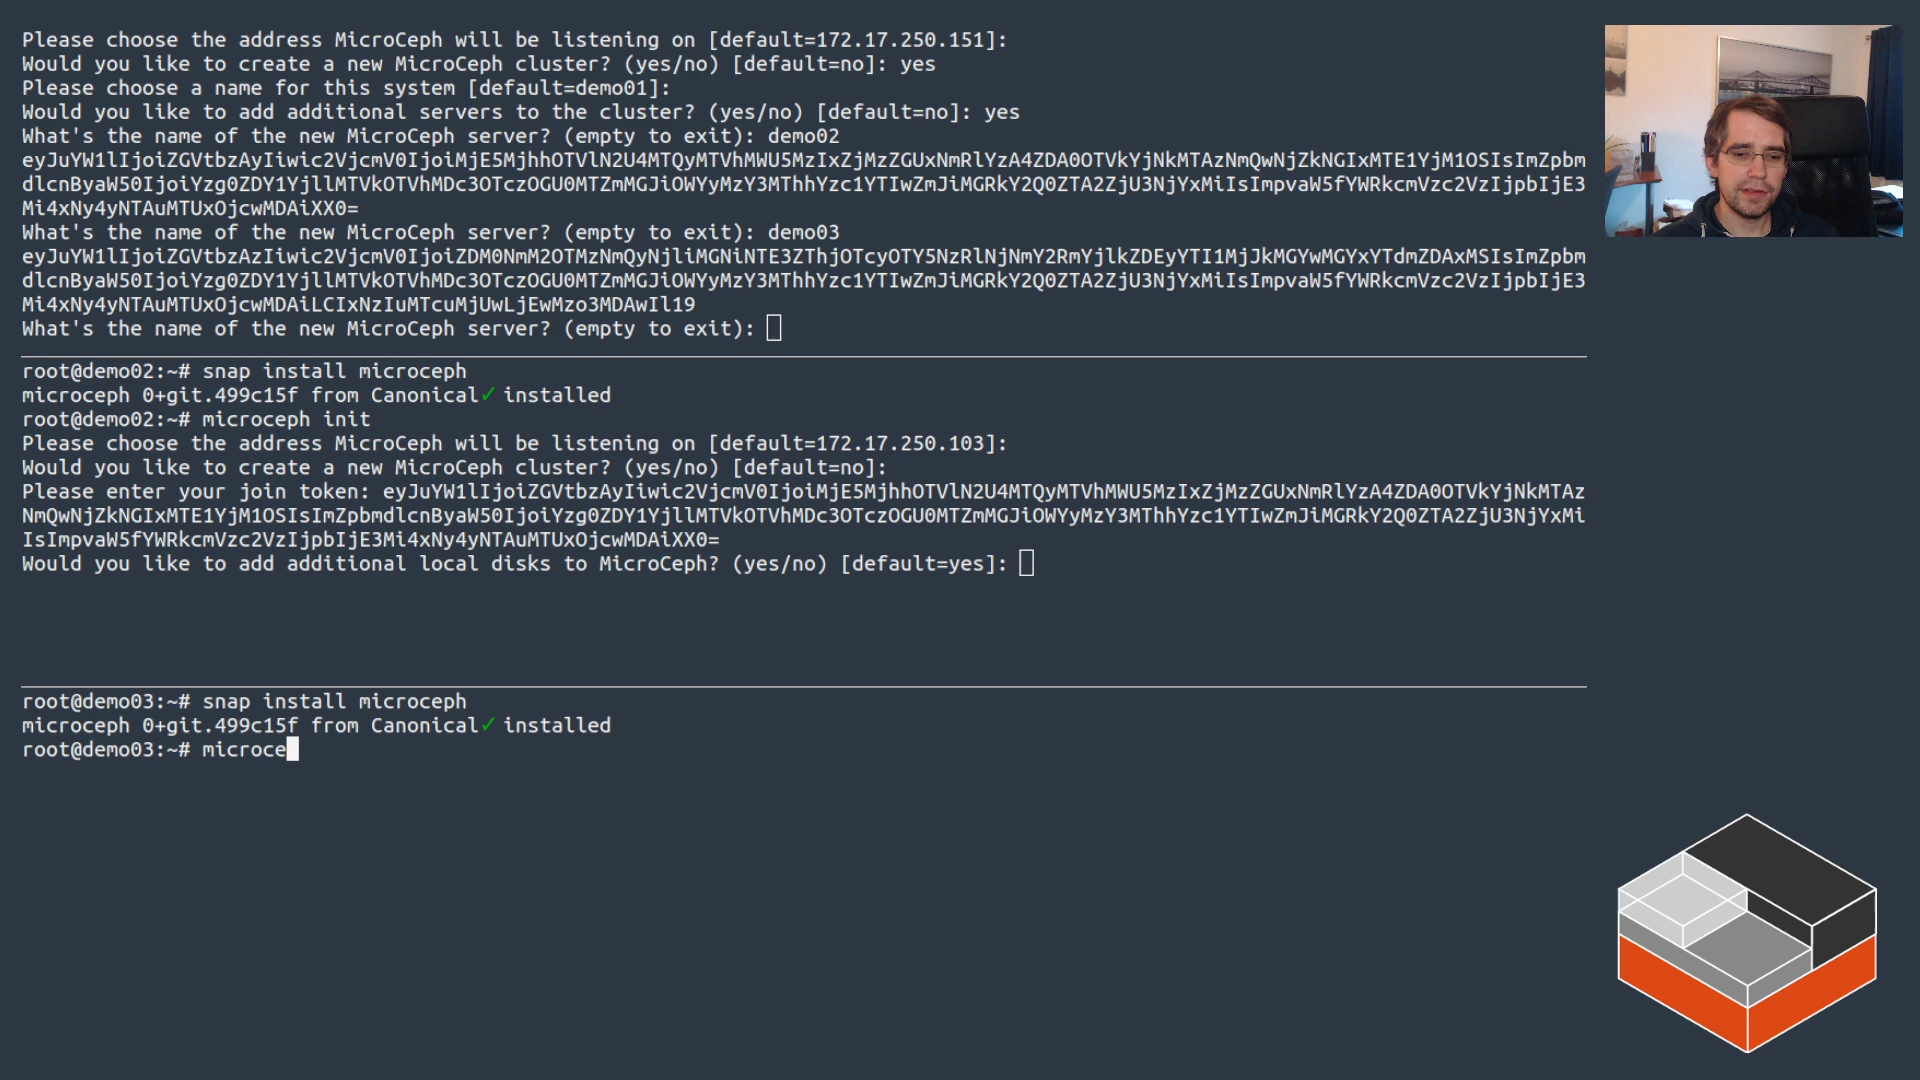 Please choose the address MicroCeph will be listening on [default=172.17.250.151]:
Would you like to create a new MicroCeph cluster? (yes/no) [default=no]: yes
Please choose a name for this system [default=demo01]:
Would you like to add additional servers to the cluster? (yes/no) [default=no]: yes
What's the name of the new MicroCeph server? (empty to exit): demo02
eyJuYW1lIjoiZGVtbzAyIiwic2VjcmV0IjoiMjE5MjhhOTVlN2U4MTQyMTVhMWU5MzIxZjMzZGUxNmRlYzA4ZDA0OTVkYjNkMTAzNmQwNjZkNGIxMTE1YjM1OSIsImZpbm
dlcnByaW50IjoiYzg0ZDY1YjllMTVkOTVhMDc3OTczOGU0MTZmMGJiOWYyMzY3MThhYzc1YTIwZmJiMGRkY2Q0ZTA2ZjU3NjYxMiIsImpvaW5fYWRkcmVzc2VzIjpbIjE3
Mi4xNy4yNTAuMTUxOjcwMDAiXX0=
What's the name of the new MicroCeph server? (empty to exit): demo03
eyJuYW1lIjoiZGVtbzAzIiwic2VjcmV0IjoiZDM0NmM2OTMzNmQyNjliMGNiNTE3ZThjOTcyOTY5NzRlNjNmY2RmYjlkZDEyYTI1MjJkMGYwMGYxYTdmZDAxMSIsImZpbm
dlcnByaW50IjoiYzg0ZDY1YjllMTVkOTVhMDc3OTczOGU0MTZmMGJiOWYyMzY3MThhYzc1YTIwZmJiMGRkY2Q0ZTA2ZjU3NjYxMiIsImpvaW5fYWRkcmVzc2VzIjpbIjE3
Mi4xNy4yNTAuMTUxOjcwMDAiLCIxNzIuMTcuMjUwLjEwMzo3MDAwIl19
What's the name of the new MicroCeph server? (empty to exit):
root@demo02:~# snap install microceph
microceph 0+git.499c15f from Canonical✓ installed
root@demo02:~# microceph init
Please choose the address MicroCeph will be listening on [default=172.17.250.103]:
Would you like to create a new MicroCeph cluster? (yes/no) [default=no]:
Please enter your join token: eyJuYW1lIjoiZGVtbzAyIiwic2VjcmV0IjoiMjE5MjhhOTVlN2U4MTQyMTVhMWU5MzIxZjMzZGUxNmRlYzA4ZDA0OTVkYjNkMTAz
NmQwNjZkNGIxMTE1YjM1OSIsImZpbmdlcnByaW50IjoiYzg0ZDY1YjllMTVkOTVhMDc3OTczOGU0MTZmMGJiOWYyMzY3MThhYzc1YTIwZmJiMGRkY2Q0ZTA2ZjU3NjYxMi
IsImpvaW5fYWRkcmVzc2VzIjpbIjE3Mi4xNy4yNTAuMTUxOjcwMDAiXX0=
Would you like to add additional local disks to MicroCeph? (yes/no) [default=yes]:
root@demo03:~# snap install microceph
microceph 0+git.499c15f from Canonical✓ installed
root@demo03:~# microce